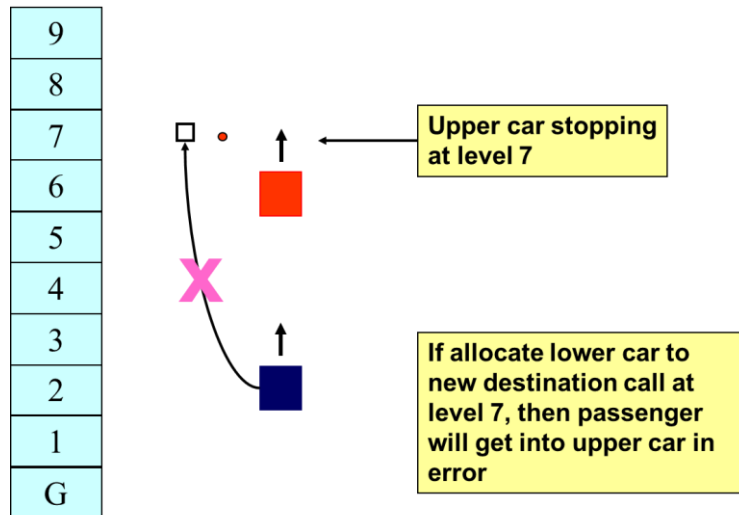 9
8
7
6
5
4
3
2
1
G
X
Upper car stopping
at level 7
If allocate lower car to
new destination call at
level 7, then passenger
will get into upper car in
error